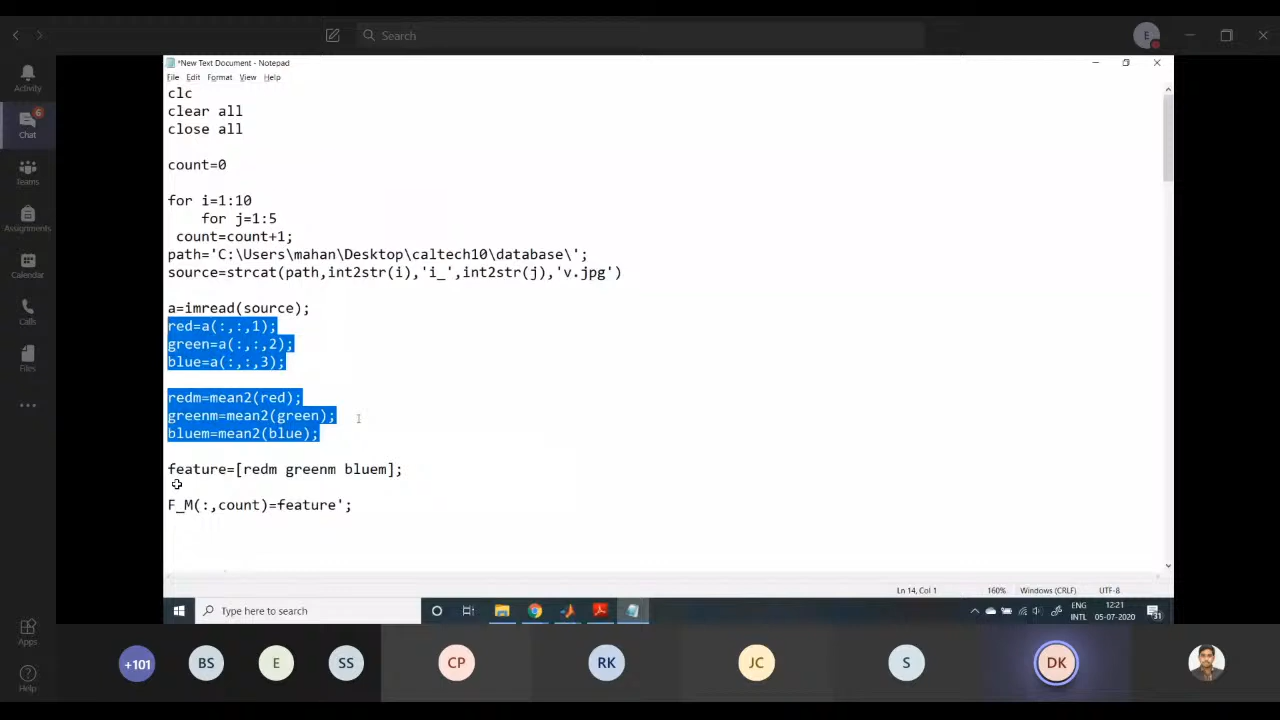 Search
E
Activity
6
Chat
Teams
Assignments
Calendar
Calls
Files
Apps
Help
*New Text Document - Notepad
File Edit Format View Help
clc
clear all
close all
count=0
for i=1:10
for j=1:5
count=count+1;
path='C:\Users\mahan\Desktop\caltech10\database\';
source=strcat(path,int2str(i),'i_',int2str(j),'v.jpg')
a=imread(source);
red=a(:,:,1);
green=a(:,:,2);
blue=a(:,:,3);
redm=mean2(red);
greenm=mean2(green);
bluem=mean2(blue);
feature=[redm greenm bluem];
F_M(:,count)=feature';
Ln 14, Col 1 160% Windows (CRLF) UTF-8
Type here to search
ENG
INTL
12:21
05-07-2020
31
+101 BS E SS CP RK JC S DK